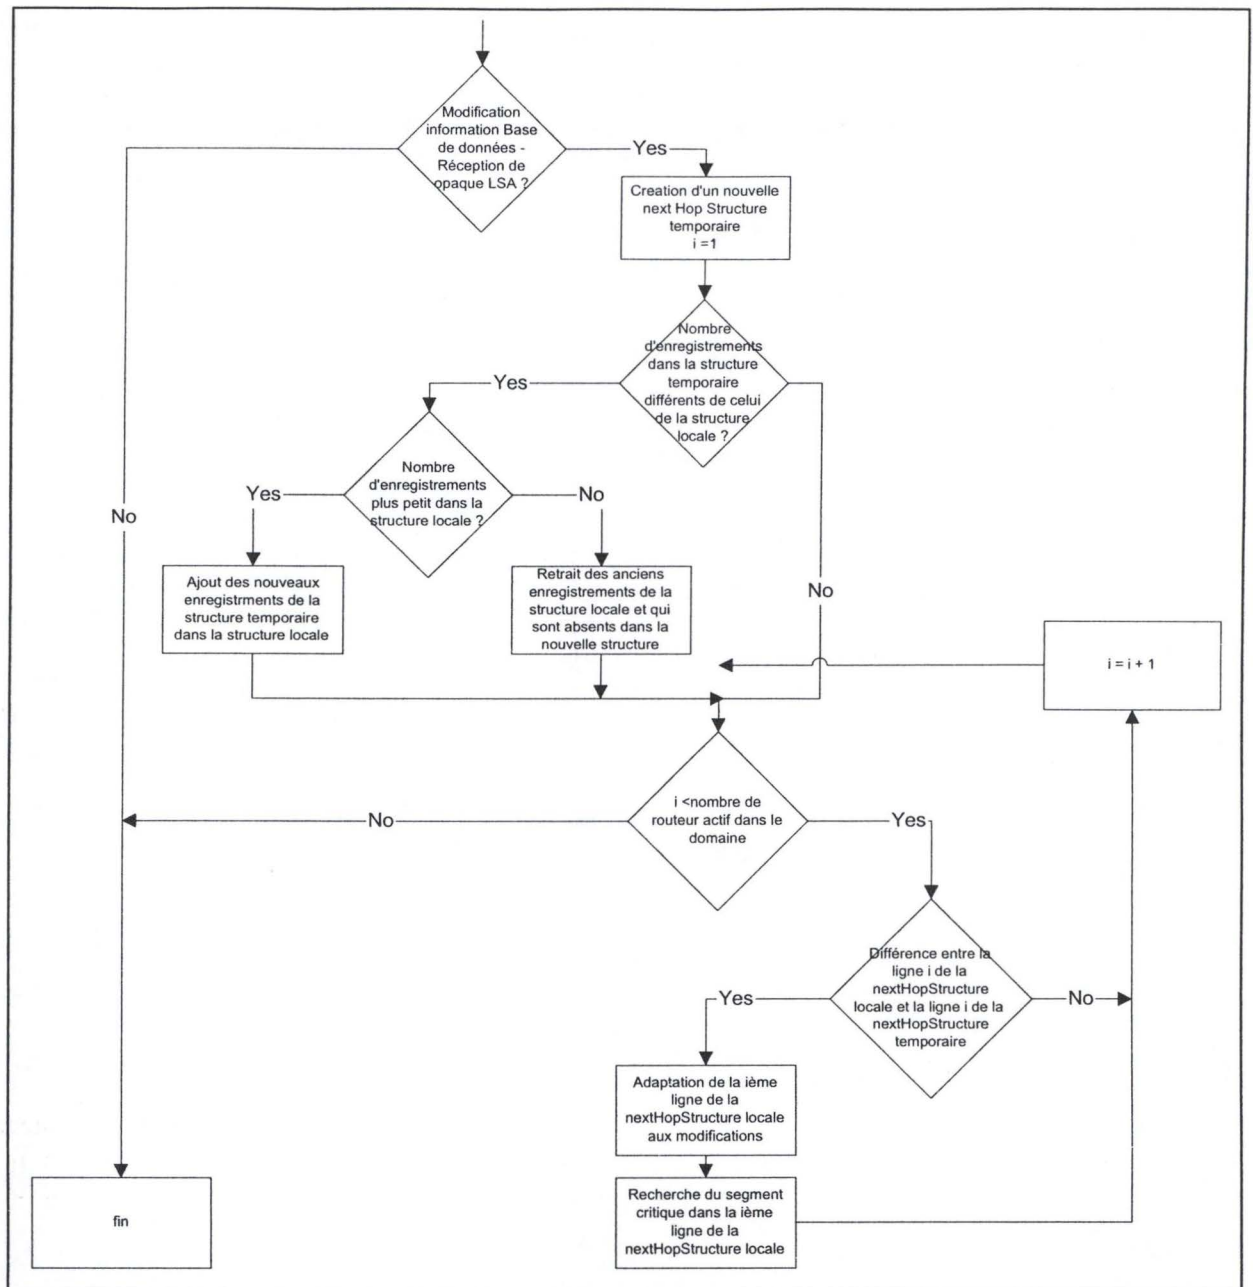 Modification
information Base
de données -
Réception de
opaque LSA ?
Yes
Creation d'un nouvelle
next Hop Structure
temporaire
i =1
Nombre
d'enregistrements
dans la structure
temporaire
différents de celui
de la structure
locale ?
Yes
Nombre
d'enregistrements
plus petit dans la
structure locale ?
Yes
No
No
Ajout des nouveaux
enregistrments de la
structure temporaire
dans la structure locale
Retrait des anciens
enregistrements de la
structure locale et qui
sont absents dans la
nouvelle structure
No
i = i + 1
i <nombre de
routeur actif dans le
domaine
No
Yes
Différence entre la
ligne i de la
nextHopStructure
locale et la ligne i de la
nextHopStructure
temporaire
Yes
No
Adaptation de la ième
ligne de la
nextHopStructure locale
aux modifications
Recherche du segment
critique dans la ième
ligne de la
nextHopStructure locale
fin